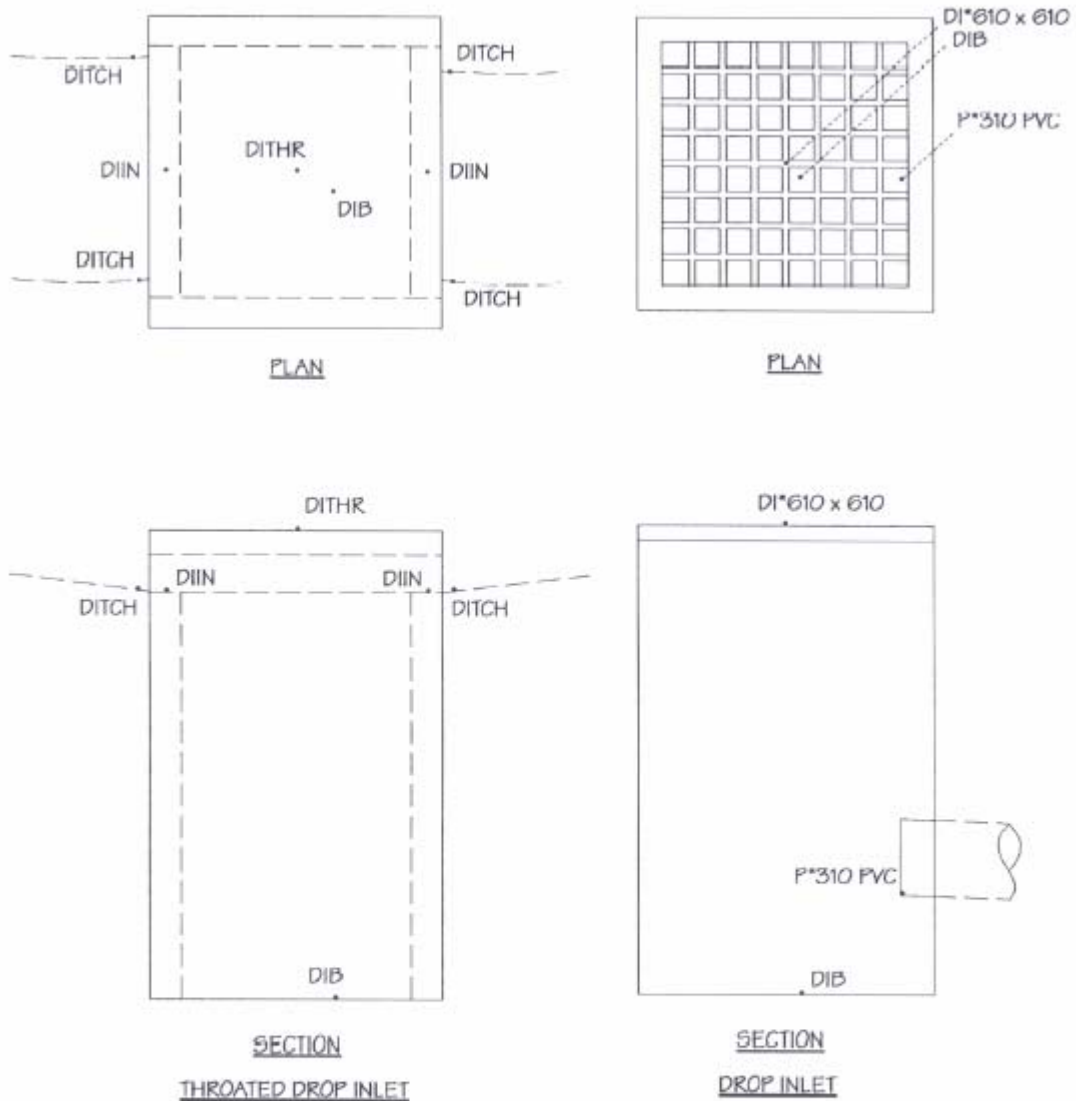 DITCH
DITCH
DIIN
DITHR
DIIN
DIB
DITCH
DITCH
PLAN
DI*610 x 610
DIB
P*310 PVC
PLAN
DITHR
DIIN
DIIN
DITCH
DITCH
DIB
SECTION
THROATED DROP INLET
DI*610 x 610
P*310 PVC
DIB
SECTION
DROP INLET